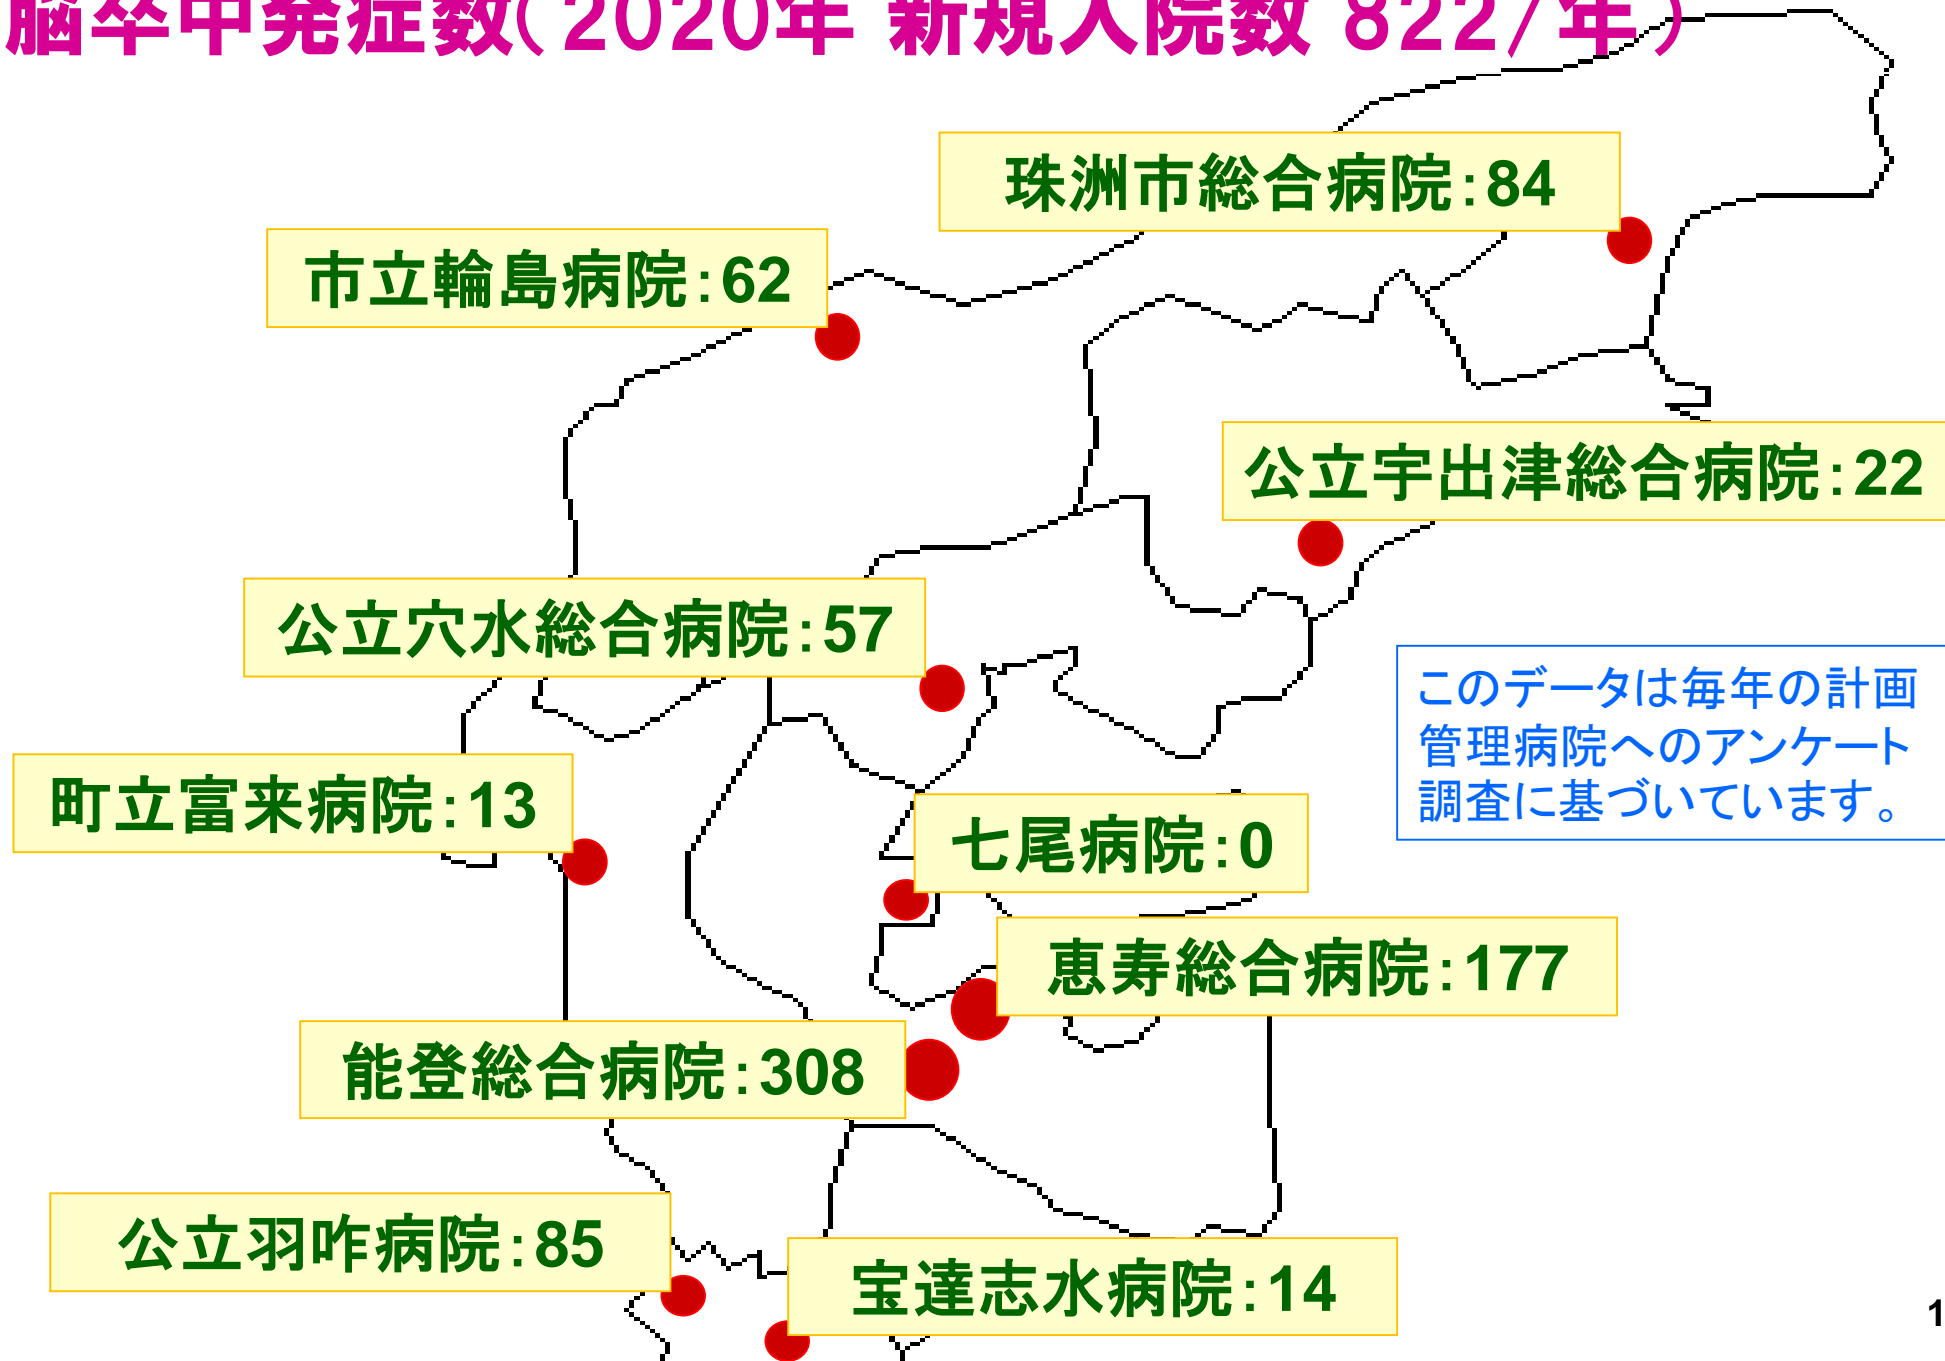 脳卒中発症数(2020年 新規入院数 822/年)
珠洲市総合病院:84
市立輪島病院:62
公立宇出津総合病院:22
公立穴水総合病院:57
このデータは毎年の計画
管理病院へのアンケート
調査に基づいています。
町立富来病院:13
七尾病院:0
恵寿総合病院:177
能登総合病院:308
公立羽咋病院:85
宝達志水病院:14
1